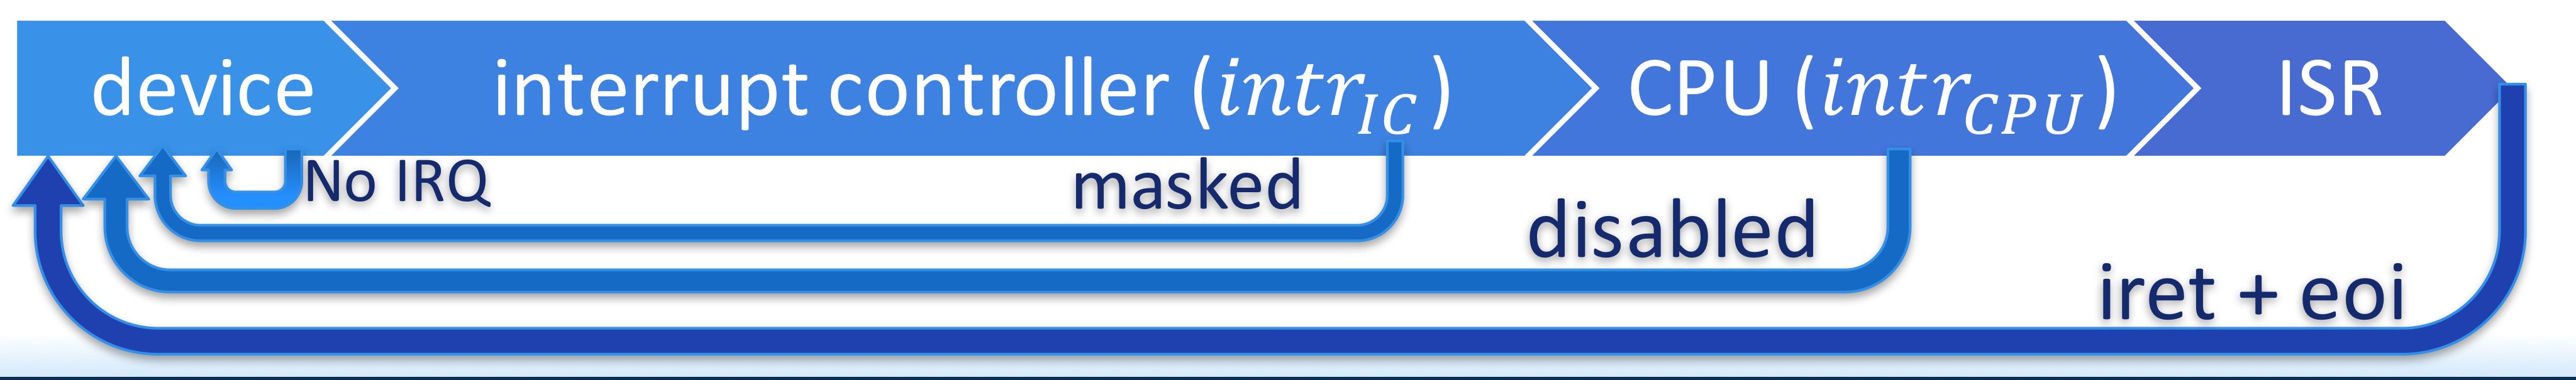 device interrupt controller (intr_IC) CPU (intr_CPU) ISR
No IRQ masked
disabled
iret + eoi